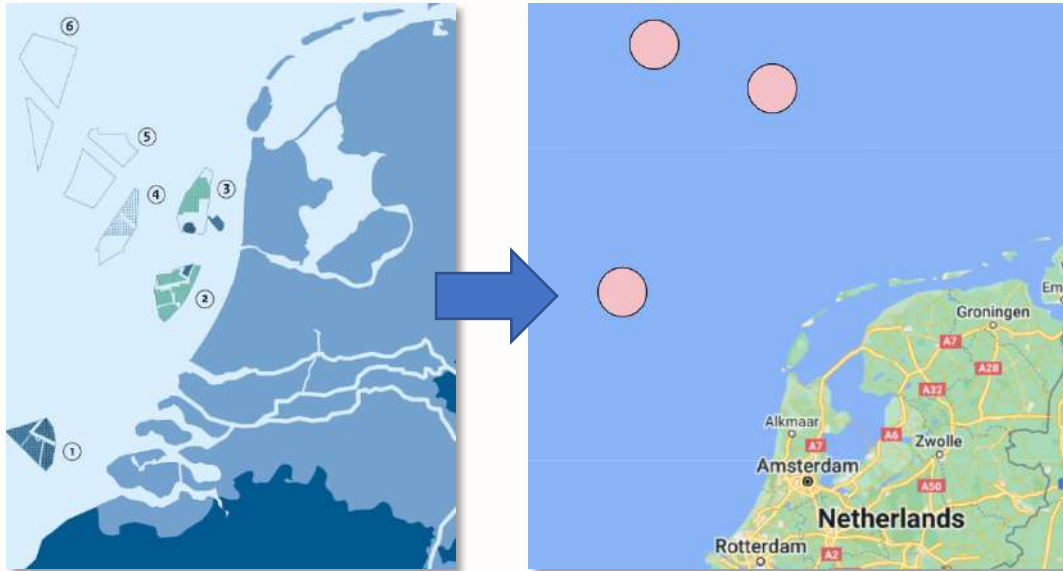 6
5
4
3
2
1
Groningen
Em
A7
A28
A32
Alkmaar
A7
A6
Zwolle
Amsterdam
A50
Netherlands
Rotterdam
A2